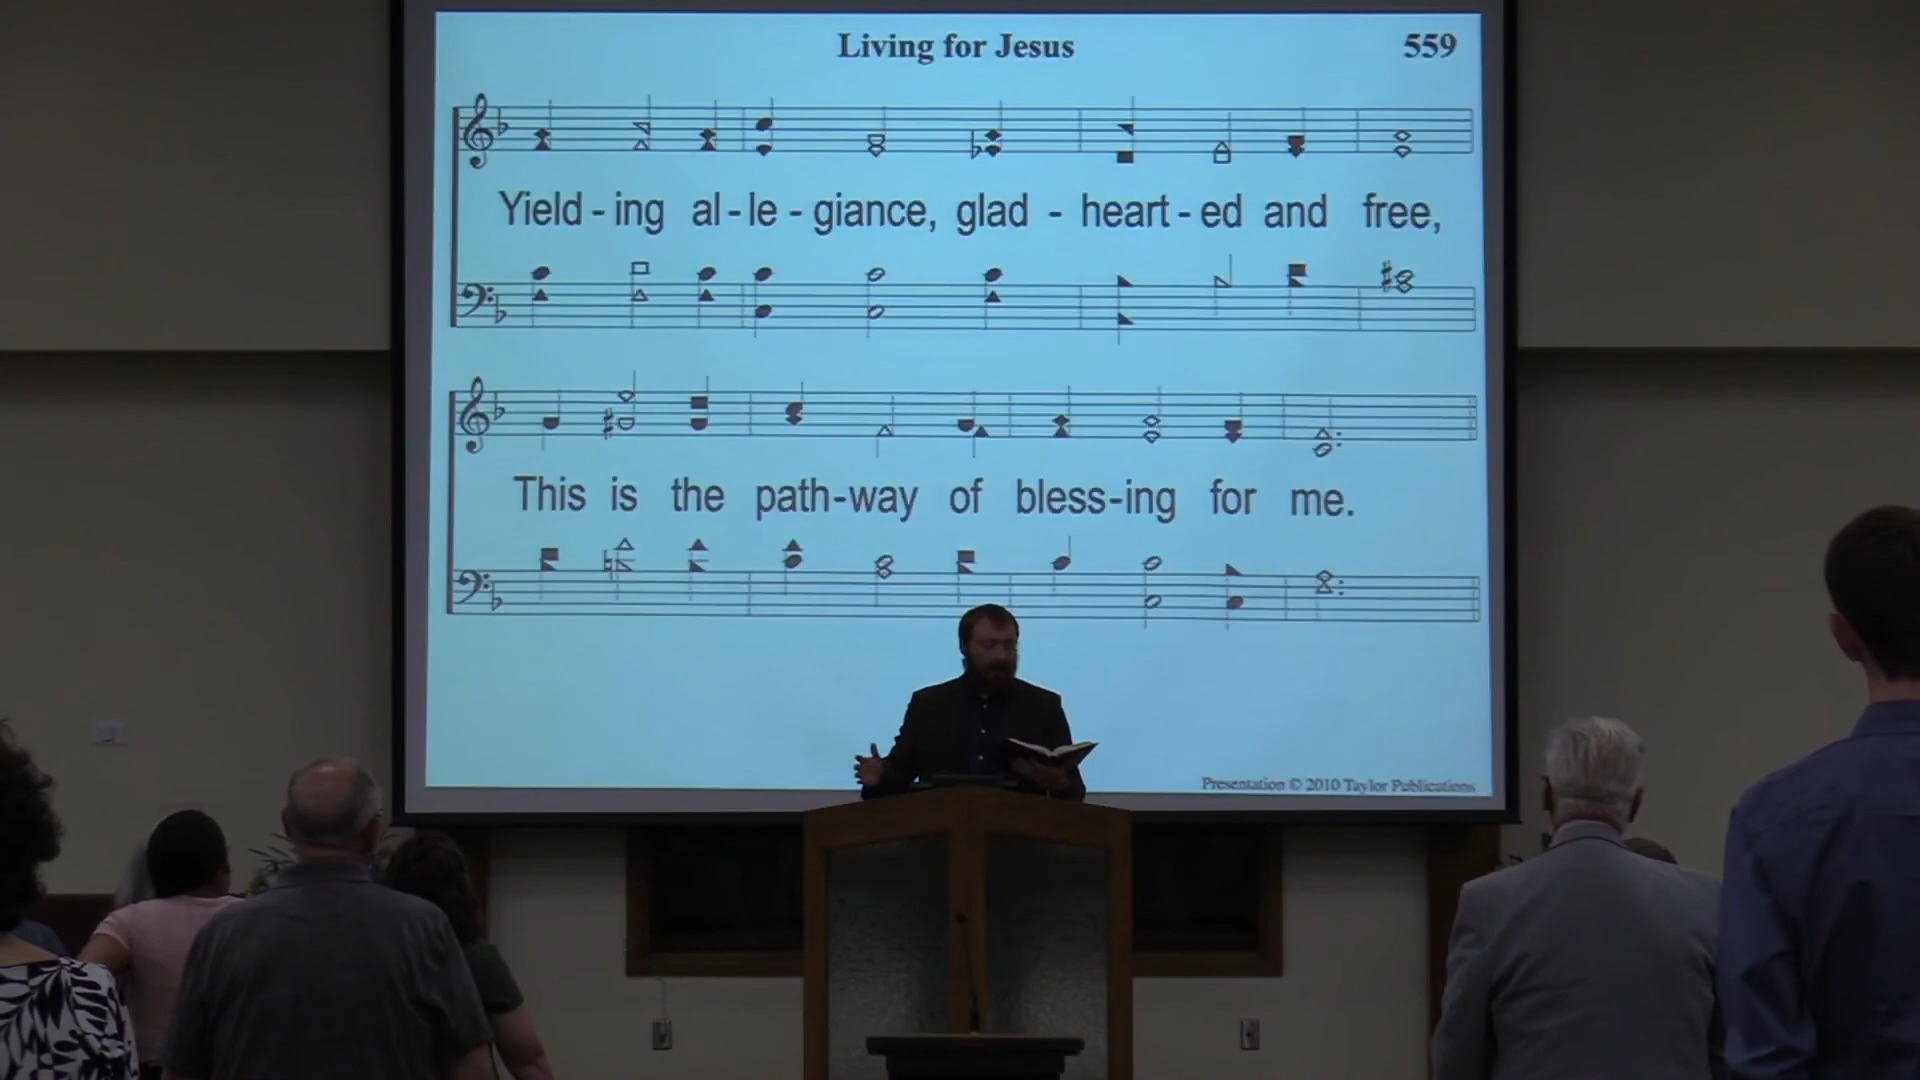 Living for Jesus 559
Yield - ing al - le - giance, glad - heart - ed and free,
This is the path-way of bless-ing for me.
Presentation © 2010 Taylor Publications